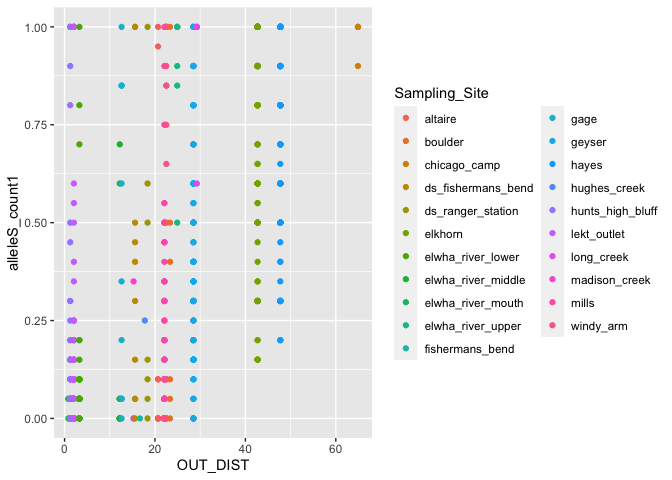 1.00
0.75
0.50
0.25
0.00
alleleS_count1
0
20
40
60
OUT_DIST
Sampling_Site
altaire
boulder
chicago_camp
ds_fishermans_bend
ds_ranger_station
elkhorn
elwha_river_lower
elwha_river_middle
elwha_river_mouth
elwha_river_upper
fishermans_bend
gage
geyser
hayes
hughes_creek
hunts_high_bluff
lekt_outlet
long_creek
madison_creek
mills
windy_arm